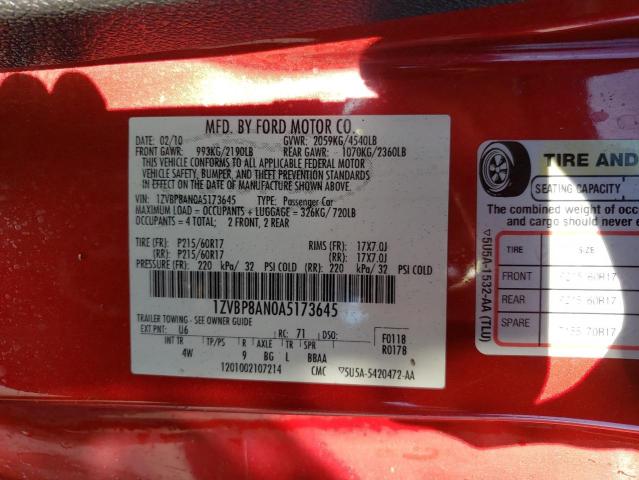 MFD. BY FORD MOTOR CO.
DATE: 02/10 GVWR: 2059KG/4540LB
FRONT GAWR: 993KG/2190LB REAR GAWR: 1070KG/2360LB
THIS VEHICLE CONFORMS TO ALL APPLICABLE FEDERAL MOTOR
VEHICLE SAFETY, BUMPER, AND THEFT PREVENTION STANDARDS
IN EFFECT ON THE DATE OF MANUFACTURE SHOWN ABOVE.
VIN: 1ZVBP8AN0A5173645 TYPE: Passenger Car
MAXIMUM LOAD = OCCUPANTS + LUGGAGE = 326KG/720LB
OCCUPANTS = 4 TOTAL; 2 FRONT, 2 REAR
TIRE (FR): P215/60R17 RIMS (FR): 17X7.0J
(RR): P215/60R17 (RR): 17X7.0J
PRESSURE (FR): 220 kPa/ 32 PSI COLD (RR): 220 kPa/ 32 PSI COLD
1ZVBP8AN0A5173645
TRAILER TOWING - SEE OWNER GUIDE
EXT PNT: U6 RC: 71 DSO: F0118
R0178
INT TR TP/PS R AXLE TR SPR
4W 9 BG L BBAA
1201002107214 CMC ▽5U5A-5420472-AA
TIRE AND
SEATING CAPACITY
The combined weight of oc
and cargo should never e
TIRE SIZE
FRONT P215/60R17
REAR P215/60R17
SPARE T155/70R17
▽5U5A-1532-AA (TLU)